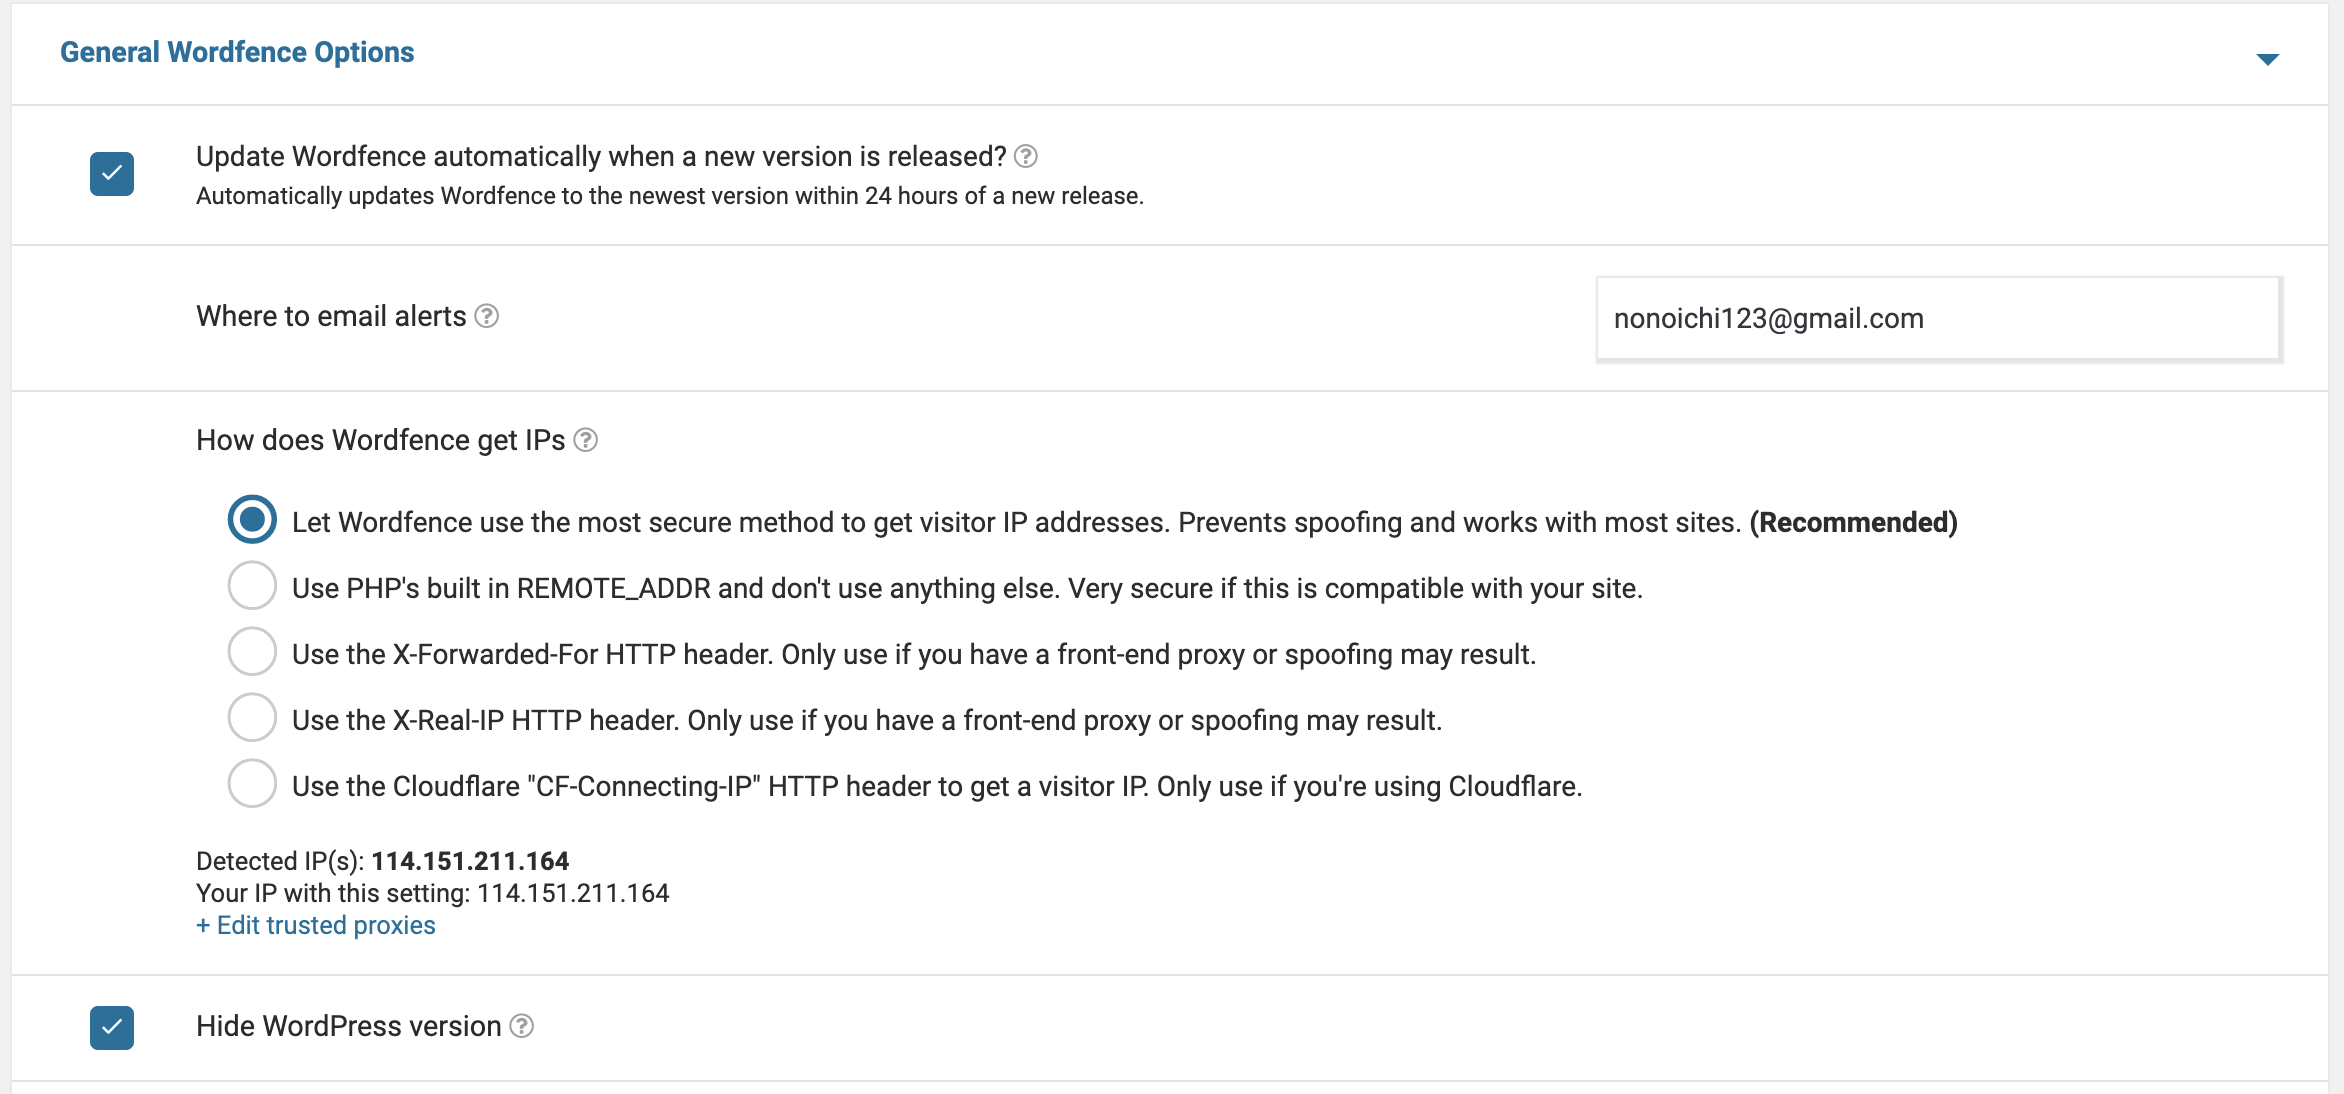 General Wordfence Options
Update Wordfence automatically when a new version is released? ?
Automatically updates Wordfence to the newest version within 24 hours of a new release.
Where to email alerts ?
nonoichi123@gmail.com
How does Wordfence get IPs ?
Let Wordfence use the most secure method to get visitor IP addresses. Prevents spoofing and works with most sites. (Recommended)
Use PHP's built in REMOTE_ADDR and don't use anything else. Very secure if this is compatible with your site.
Use the X-Forwarded-For HTTP header. Only use if you have a front-end proxy or spoofing may result.
Use the X-Real-IP HTTP header. Only use if you have a front-end proxy or spoofing may result.
Use the Cloudflare "CF-Connecting-IP" HTTP header to get a visitor IP. Only use if you're using Cloudflare.
Detected IP(s): 114.151.211.164
Your IP with this setting: 114.151.211.164
+ Edit trusted proxies
Hide WordPress version ?